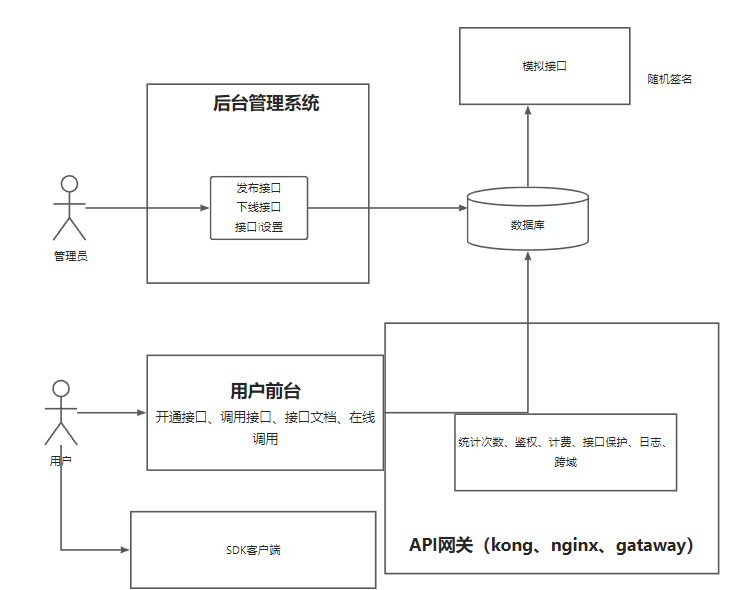 模拟接口
随机签名
后台管理系统
发布接口
下线接口
接口i设置
管理员
数据库
用户前台
开通接口、调用接口、接口文档、在线
调用
用户
统计次数、鉴权、计费、接口保护、日志、
跨域
SDK客户端
API网关（kong、nginx、gataway）